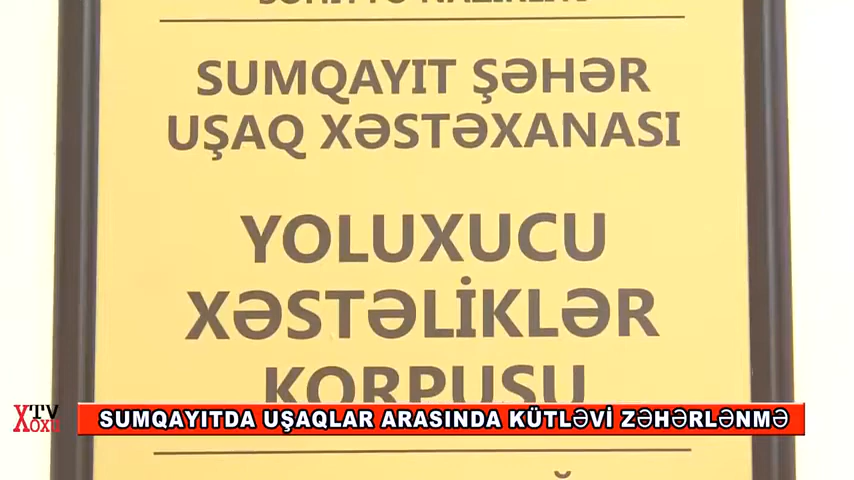 SUMQAYIT ŞƏHƏR
UŞAQ XƏSTƏXANASI
YOLUXUCU
XƏSTƏLİKLƏR
KORPUSU
XTV
SUMQAYITDA UŞAQLAR ARASINDA KÜTLƏVİ ZƏHƏRLƏNMƏ